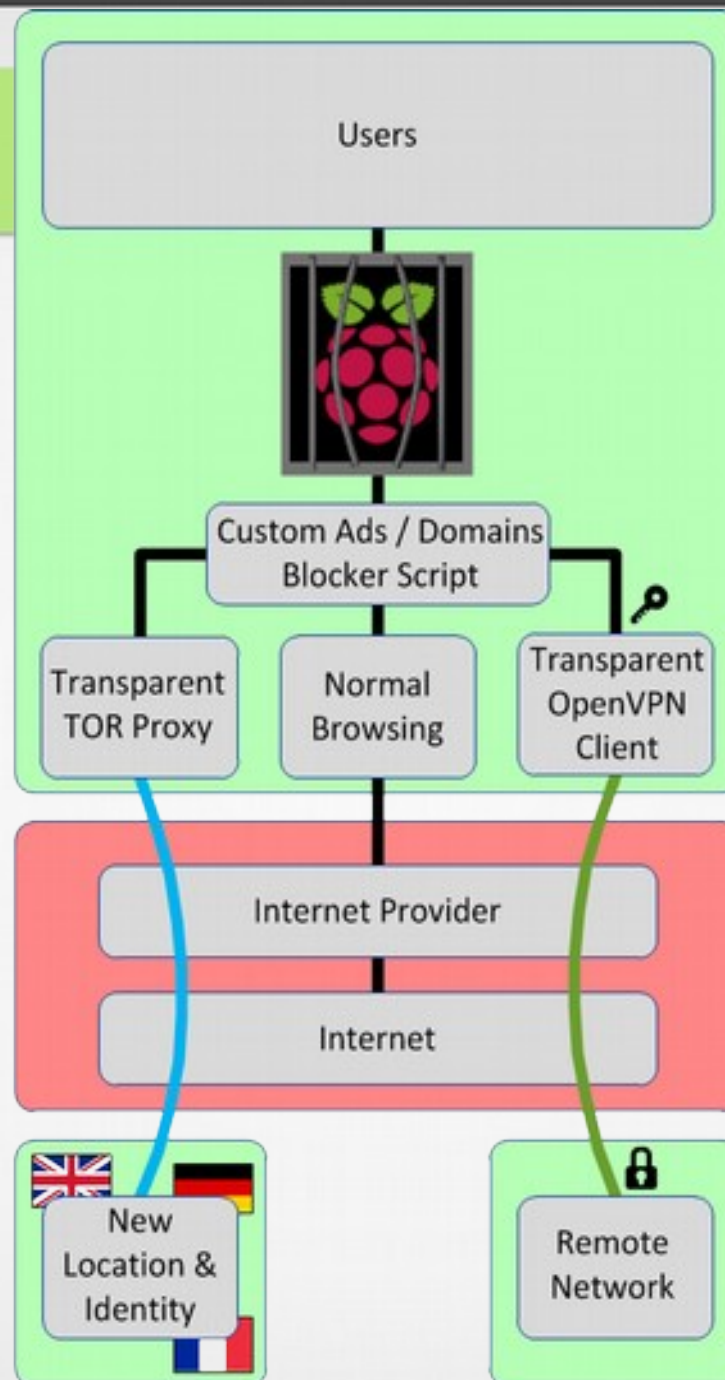 Users
Custom Ads / Domains
Blocker Script
Transparent
TOR Proxy
Normal
Browsing
Transparent
OpenVPN
Client
Internet Provider
Internet
New
Location &
Identity
Remote
Network